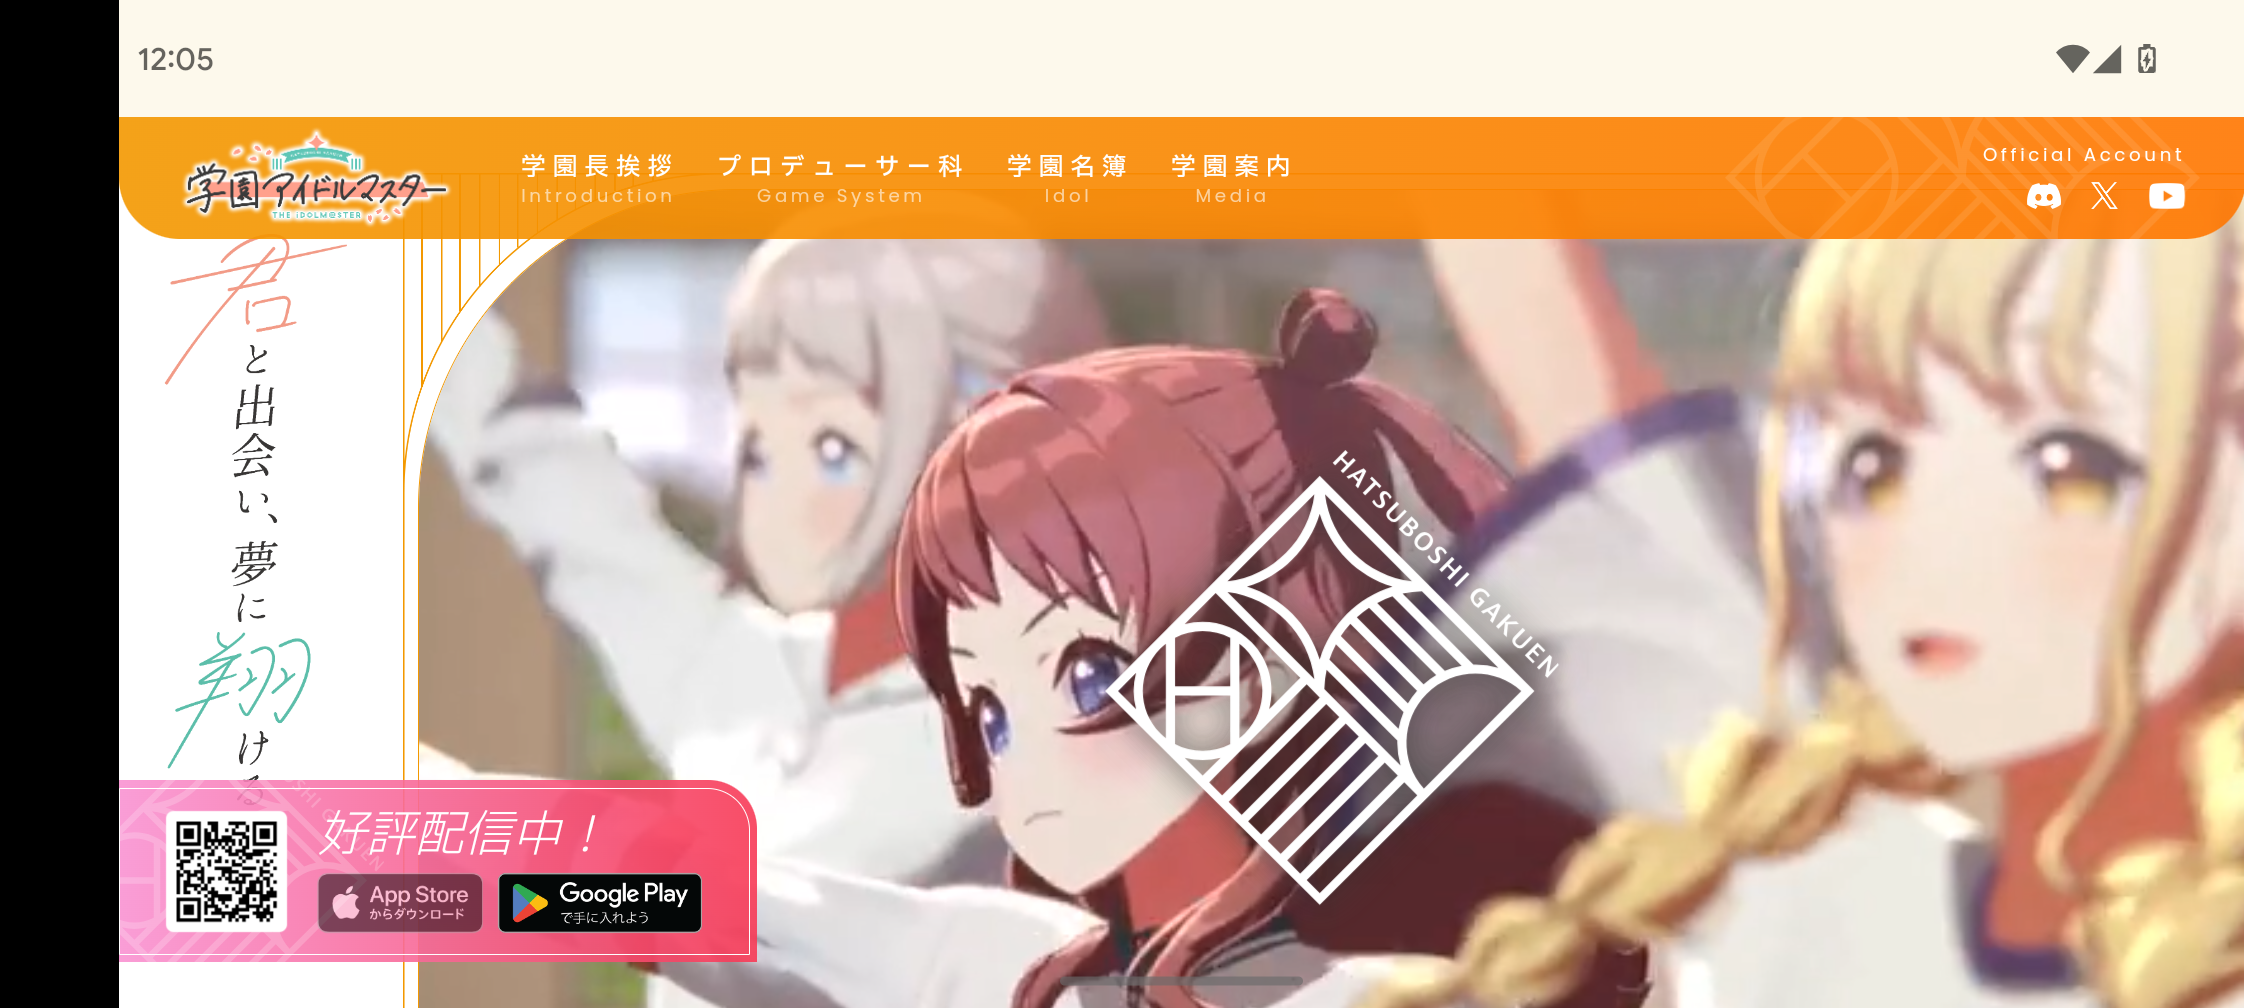 12:05
学園アイドルマスター
THE iDOLM@STER
学園長挨拶
Introduction
プロデューサー科
Game System
学園名簿
Idol
学園案内
Media
Official Account
君と出会い、夢に翔ける
HATSUBOSHI GAKUEN
好評配信中！
App Store
からダウンロード
Google Play
で手に入れよう